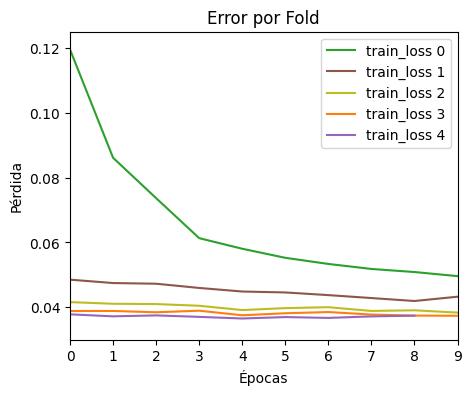 Error por Fold
train_loss 0
train_loss 1
train_loss 2
train_loss 3
train_loss 4
Pérdida
0.12
0.10
0.08
0.06
0.04
0 1 2 3 4 5 6 7 8 9
Épocas